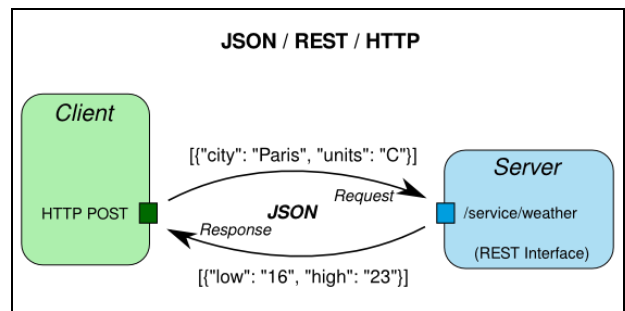 JSON / REST / HTTP
Client
[{"city": "Paris", "units": "C"}]
Server
Request
HTTP POST
JSON
/service/weather
Response
(REST Interface)
[{"low": "16", "high": "23"}]